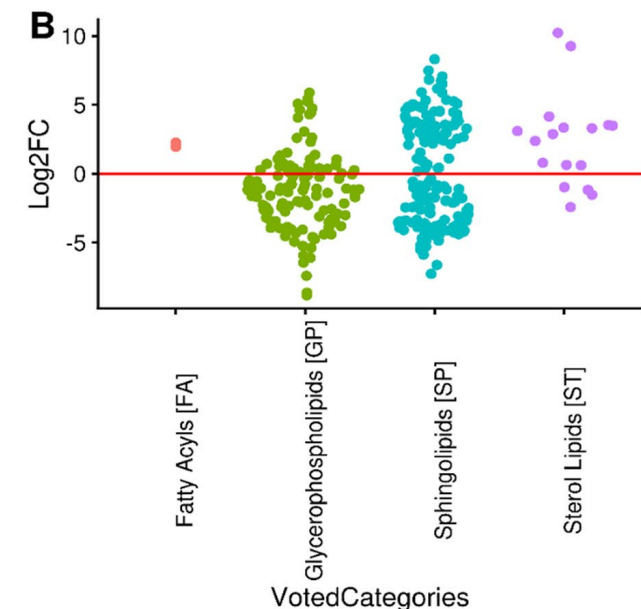 B
10
5
0
-5
Log2FC
Fatty Acyls [FA]
Glycerophospholipids [GP]
Sphingolipids [SP]
Sterol Lipids [ST]
VotedCategories